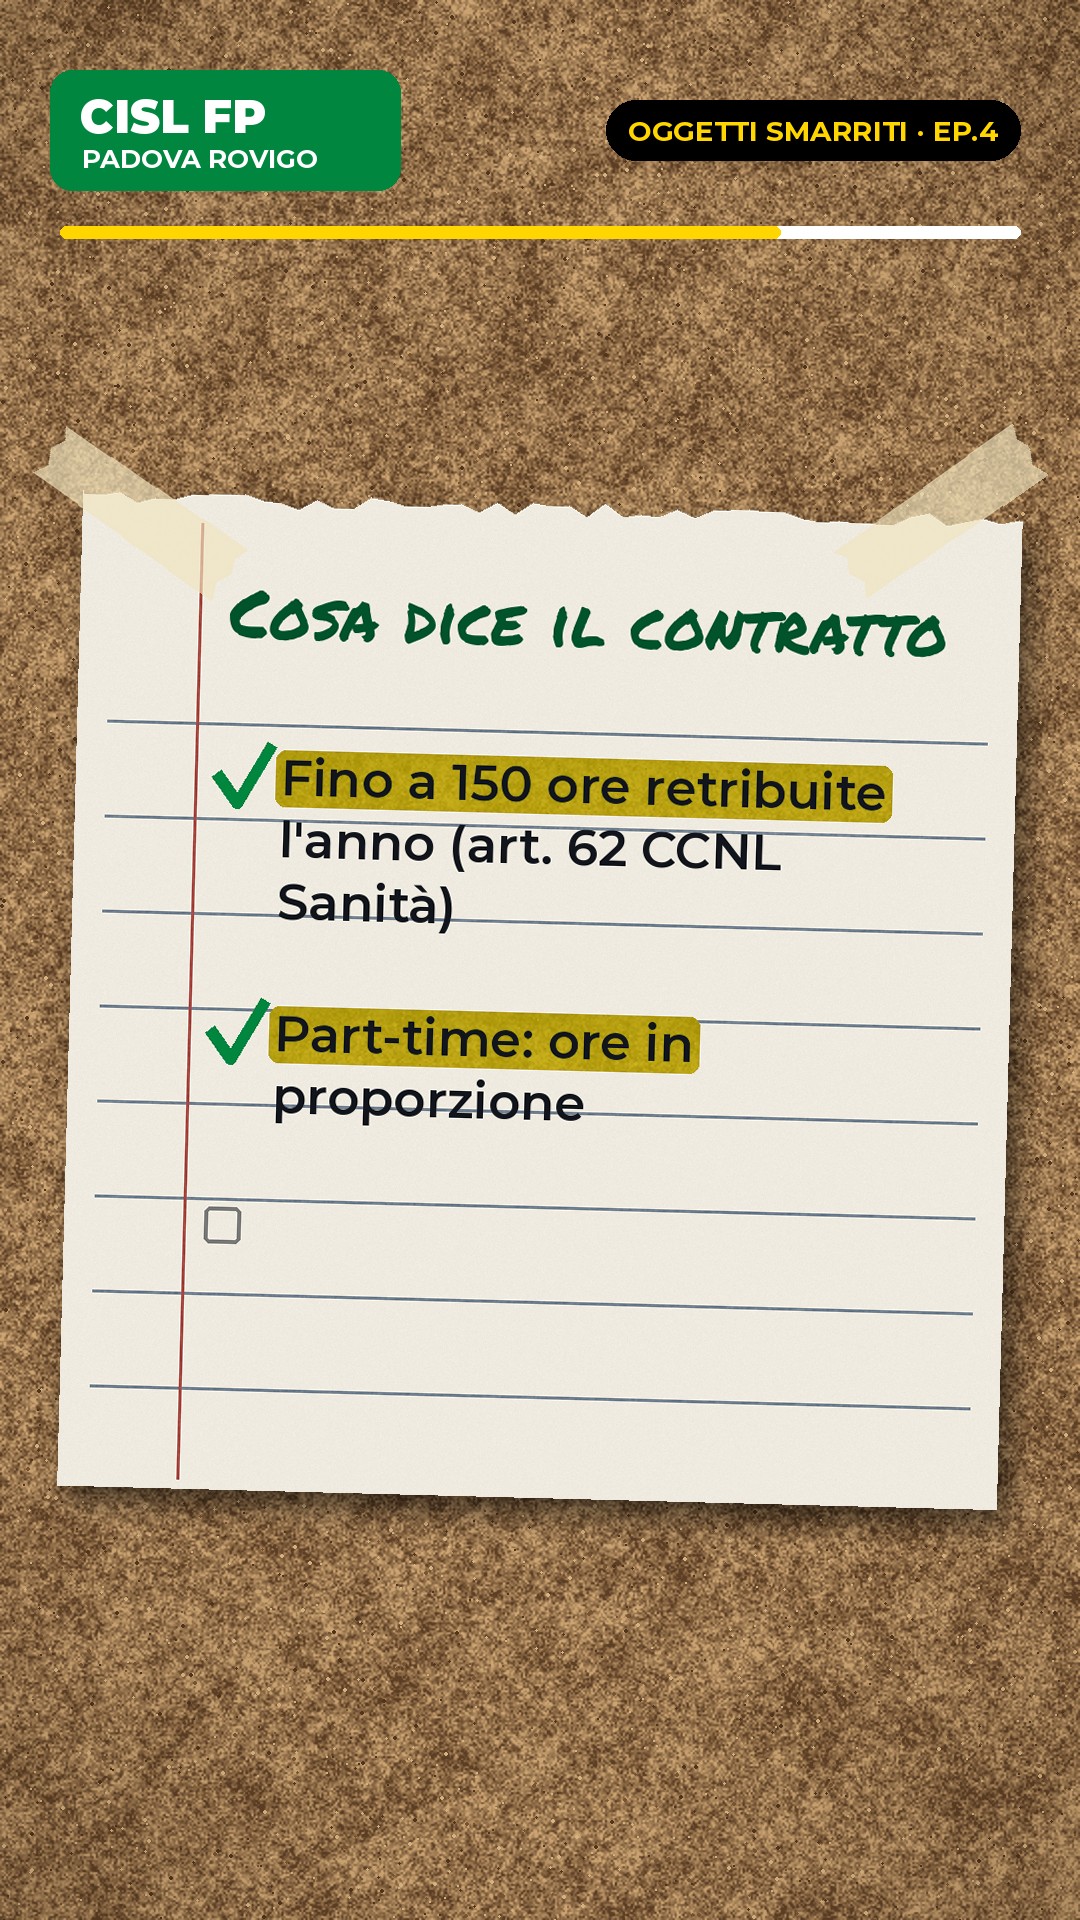 CISL FP
PADOVA ROVIGO
OGGETTI SMARRITI · EP.4
COSA DICE IL CONTRATTO
Fino a 150 ore retribuite
l'anno (art. 62 CCNL
Sanità)
Part-time: ore in
proporzione